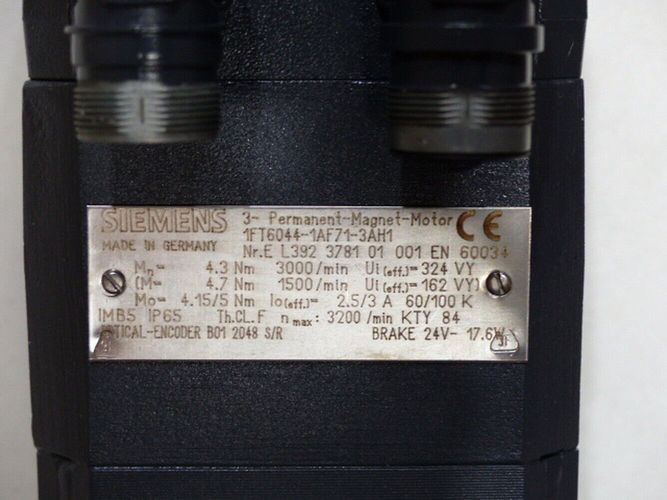 SIEMENS 3~ Permanent-Magnet-Motor CE
1FT6044-1AF71-3AH1
MADE IN GERMANY Nr.E L392 3781 01 001 EN 60034
Mn= 4.3 Nm 3000/min Ui(eff.)= 324 VY
(M= 4.7 Nm 1500/min Ui(eff.)= 162 VY)
Mo= 4.15/5 Nm Io(eff.)= 2.5/3 A 60/100 K
IMB5 IP65 Th.CL.F n max: 3200 /min KTY 84
OPTICAL-ENCODER B01 2048 S/R BRAKE 24V- 17.6W